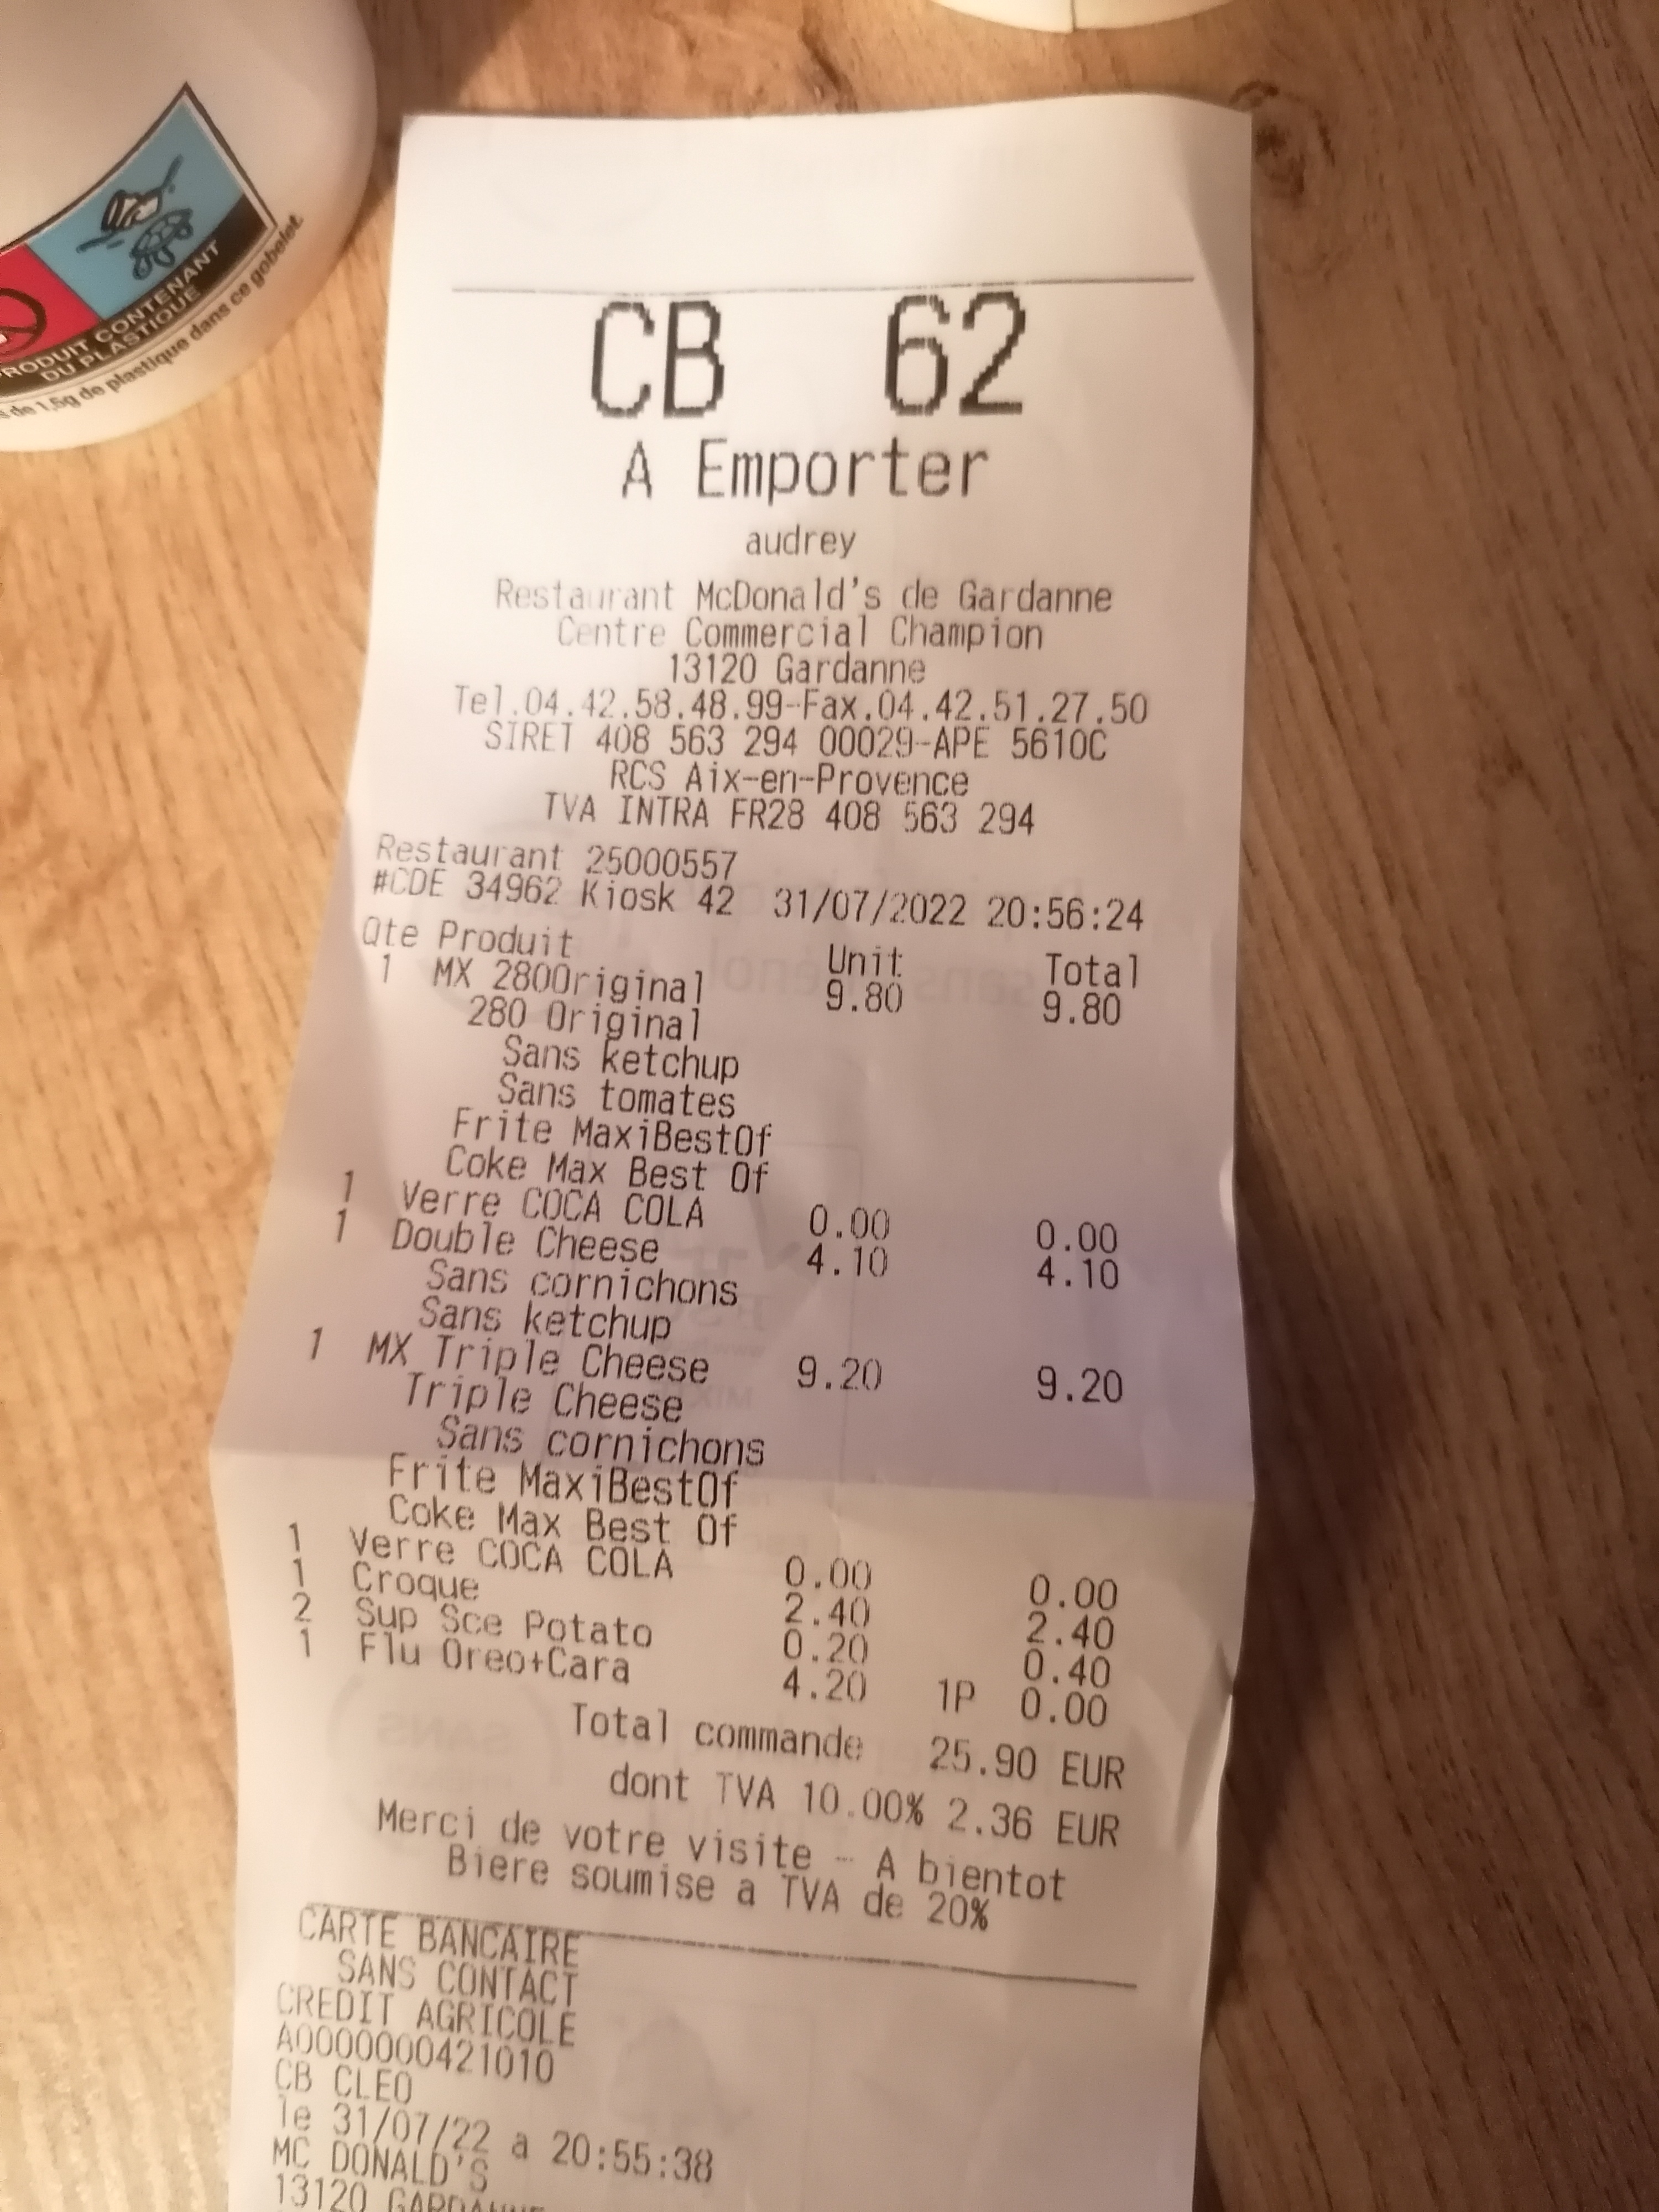 PRODUIT CONTENANT
DU PLASTIQUE
de 1,5g de plastique dans ce gobelet.
CB 62
A Emporter
audrey
Restaurant McDonald's de Gardanne
Centre Commercial Champion
13120 Gardanne
Tel.04.42.58.48.99-Fax.04.42.51.27.50
SIRET 408 563 294 00029-APE 5610C
RCS Aix-en-Provence
TVA INTRA FR28 408 563 294
Restaurant 25000557
#CDE 34962 Kiosk 42 31/07/2022 20:56:24
Qte Produit Unit Total
1 MX 280Original 9.80 9.80
280 Original
Sans ketchup
Sans tomates
Frite MaxiBestOf
Coke Max Best Of
1 Verre COCA COLA 0.00 0.00
1 Double Cheese 4.10 4.10
Sans cornichons
Sans ketchup
1 MX Triple Cheese 9.20 9.20
Triple Cheese
Sans cornichons
Frite MaxiBestOf
Coke Max Best Of
1 Verre COCA COLA 0.00 0.00
1 Croque 2.40 2.40
2 Sup Sce Potato 0.20 0.40
1 Flu Oreo+Cara 4.20 1P 0.00
Total commande 25.90 EUR
dont TVA 10.00% 2.36 EUR
Merci de votre visite - A bientot
Biere soumise a TVA de 20%
CARTE BANCAIRE
SANS CONTACT
CREDIT AGRICOLE
A0000000421010
CB CLEO
le 31/07/22 a 20:55:38
MC DONALD'S
13120 GARDANNE